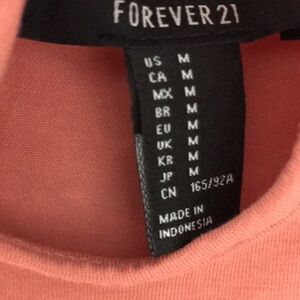 FOREVER 21
US M
CA M
MX M
BR M
EU M
UK M
KR M
JP M
CN 165/92A
MADE IN
INDONESIA